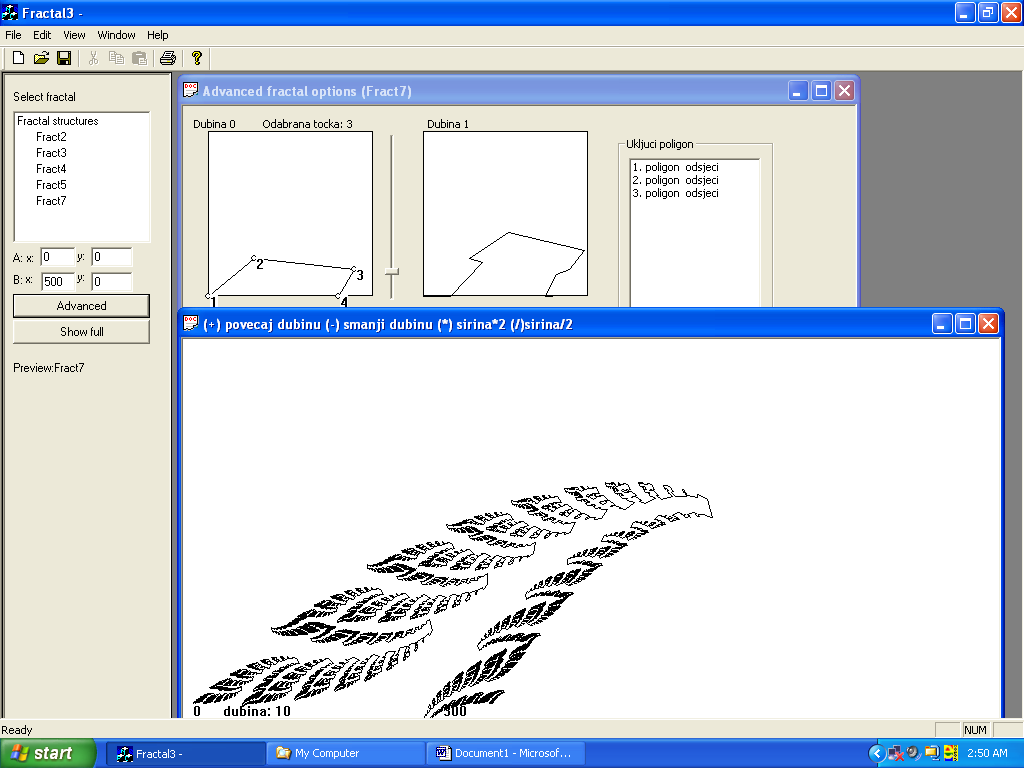 Fractal3 -
File Edit View Window Help
Select fractal
Fractal structures
Fract2
Fract3
Fract4
Fract5
Fract7
A: x: 0 y: 0
B: x: 500 y: 0
Advanced
Show full
Preview:Fract7
Advanced fractal options (Fract7)
Dubina 0 Odabrana tocka: 3
Dubina 1
1
2
3
4
Ukljuci poligon
1. poligon odsjeci
2. poligon odsjeci
3. poligon odsjeci
(+) povecaj dubinu (-) smanji dubinu (*) sirina*2 (/)sirina/2
0 dubina: 10 300
Ready
NUM
start
Fractal3 -
My Computer
Document1 - Microsof...
2:50 AM